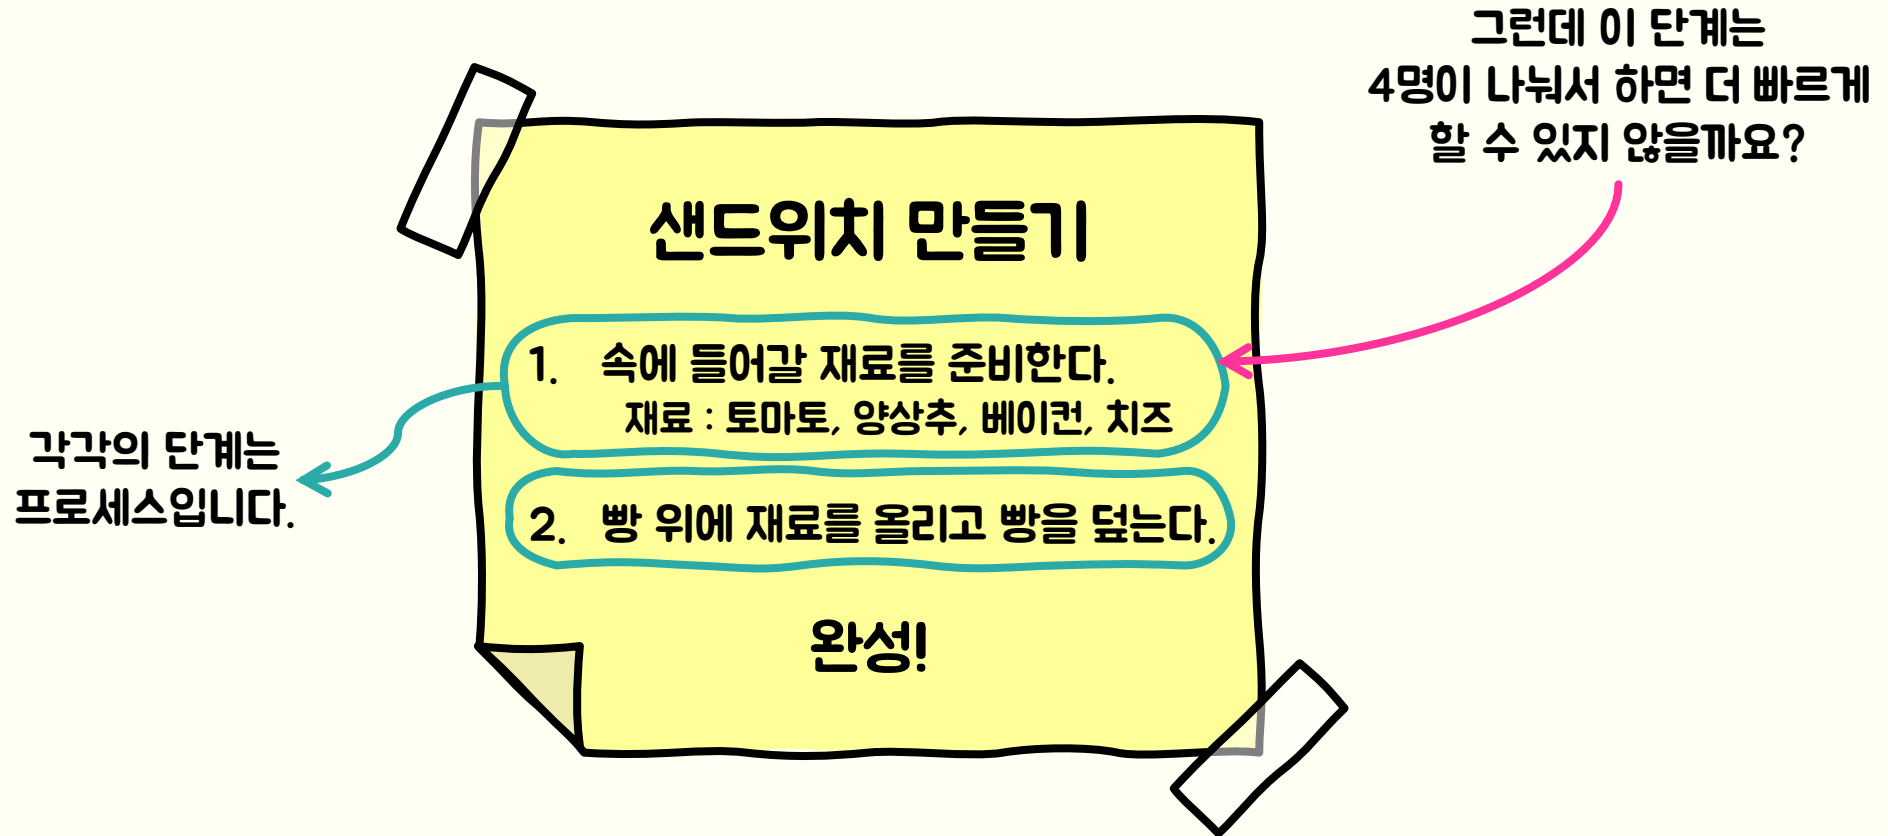 그런데 이 단계는
4명이 나눠서 하면 더 빠르게
할 수 있지 않을까요?
샌드위치 만들기
1. 속에 들어갈 재료를 준비한다.
재료 : 토마토, 양상추, 베이컨, 치즈
각각의 단계는
프로세스입니다.
2. 빵 위에 재료를 올리고 빵을 덮는다.
완성!